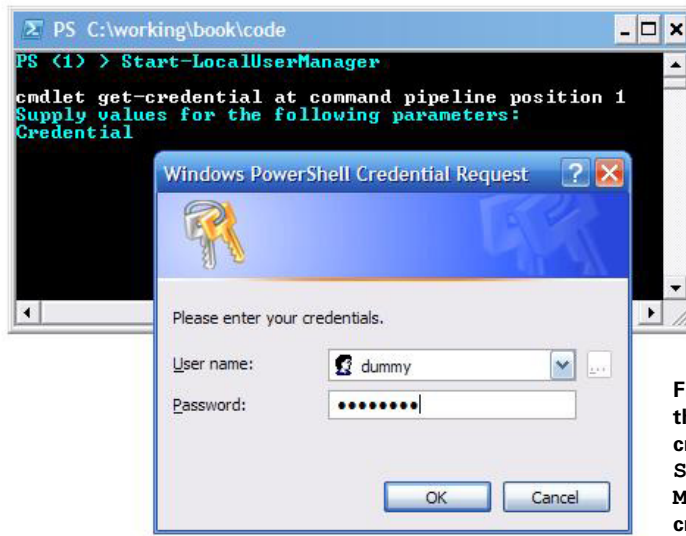 PS C:\working\book\code
PS (1) > Start-LocalUserManager
cmdlet get-credential at command pipeline position 1
Supply values for the following parameters:
Credential
Windows PowerShell Credential Request
Please enter your credentials.
User name:
dummy
...
Password:
••••••••
OK
Cancel